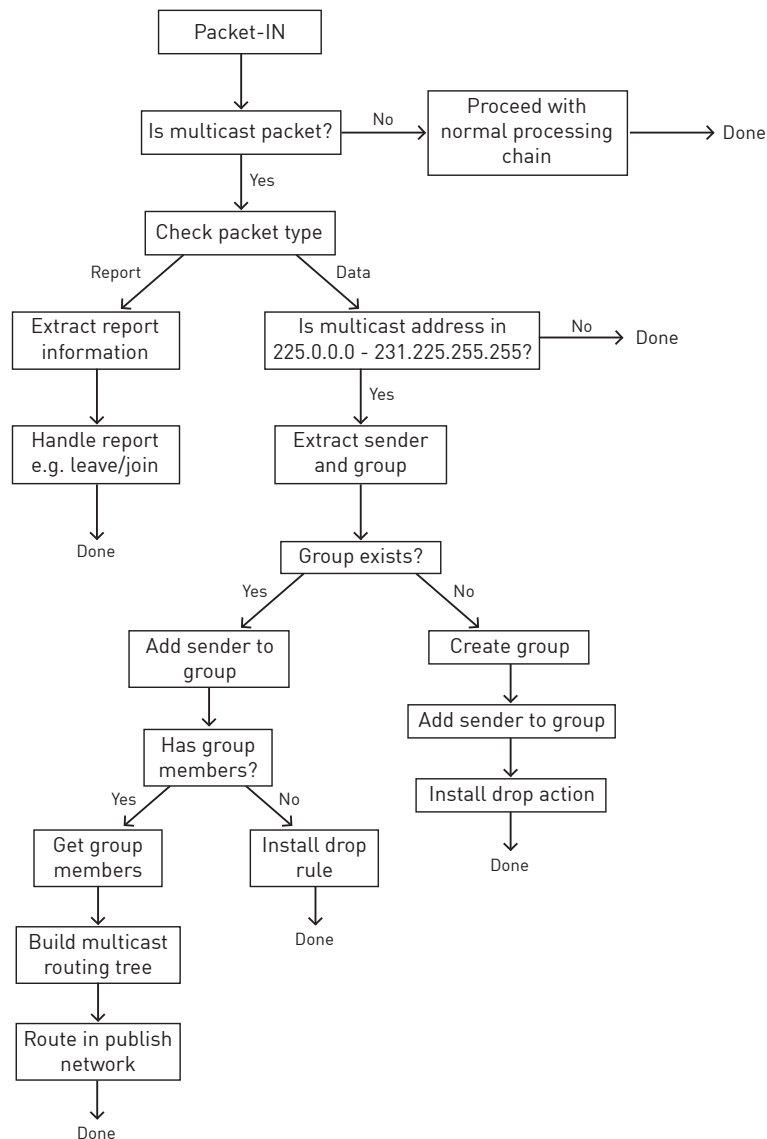 Packet-IN
Is multicast packet?
No
Proceed with
normal processing
chain
Done
Yes
Check packet type
Report
Data
Extract report
information
Is multicast address in
225.0.0.0 - 231.225.255.255?
No
Done
Yes
Handle report
e.g. leave/join
Extract sender
and group
Done
Group exists?
Yes
No
Add sender to
group
Create group
Add sender to group
Has group
members?
Install drop action
Yes
No
Get group
members
Install drop
rule
Done
Done
Build multicast
routing tree
Route in publish
network
Done